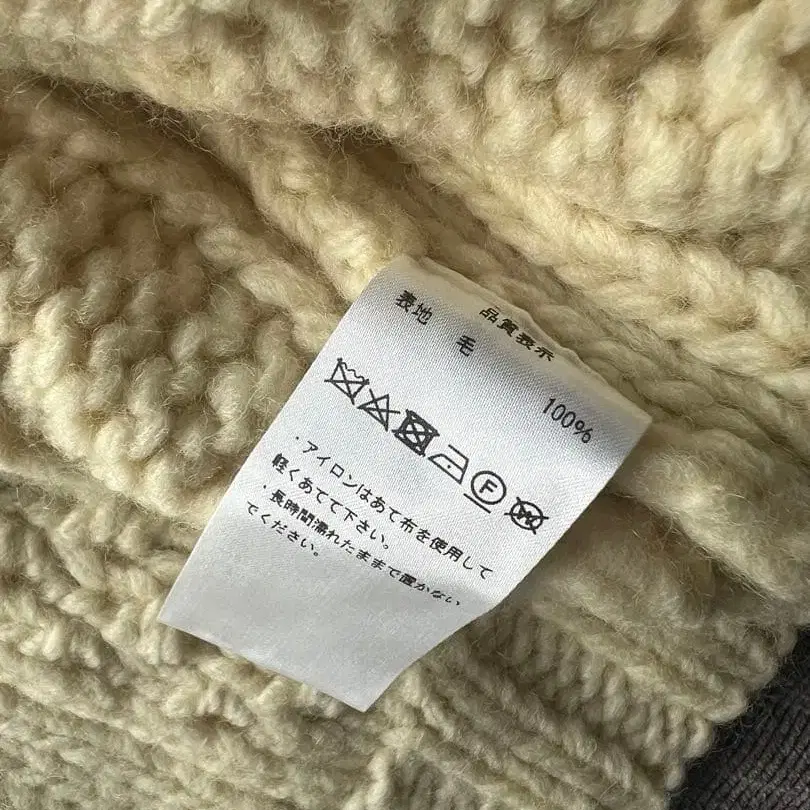 品質表示
表地 毛 100%
F W
・アイロンはあて布を使用して
軽くあてて下さい。
・長時間濡れたままで置かない
でください。